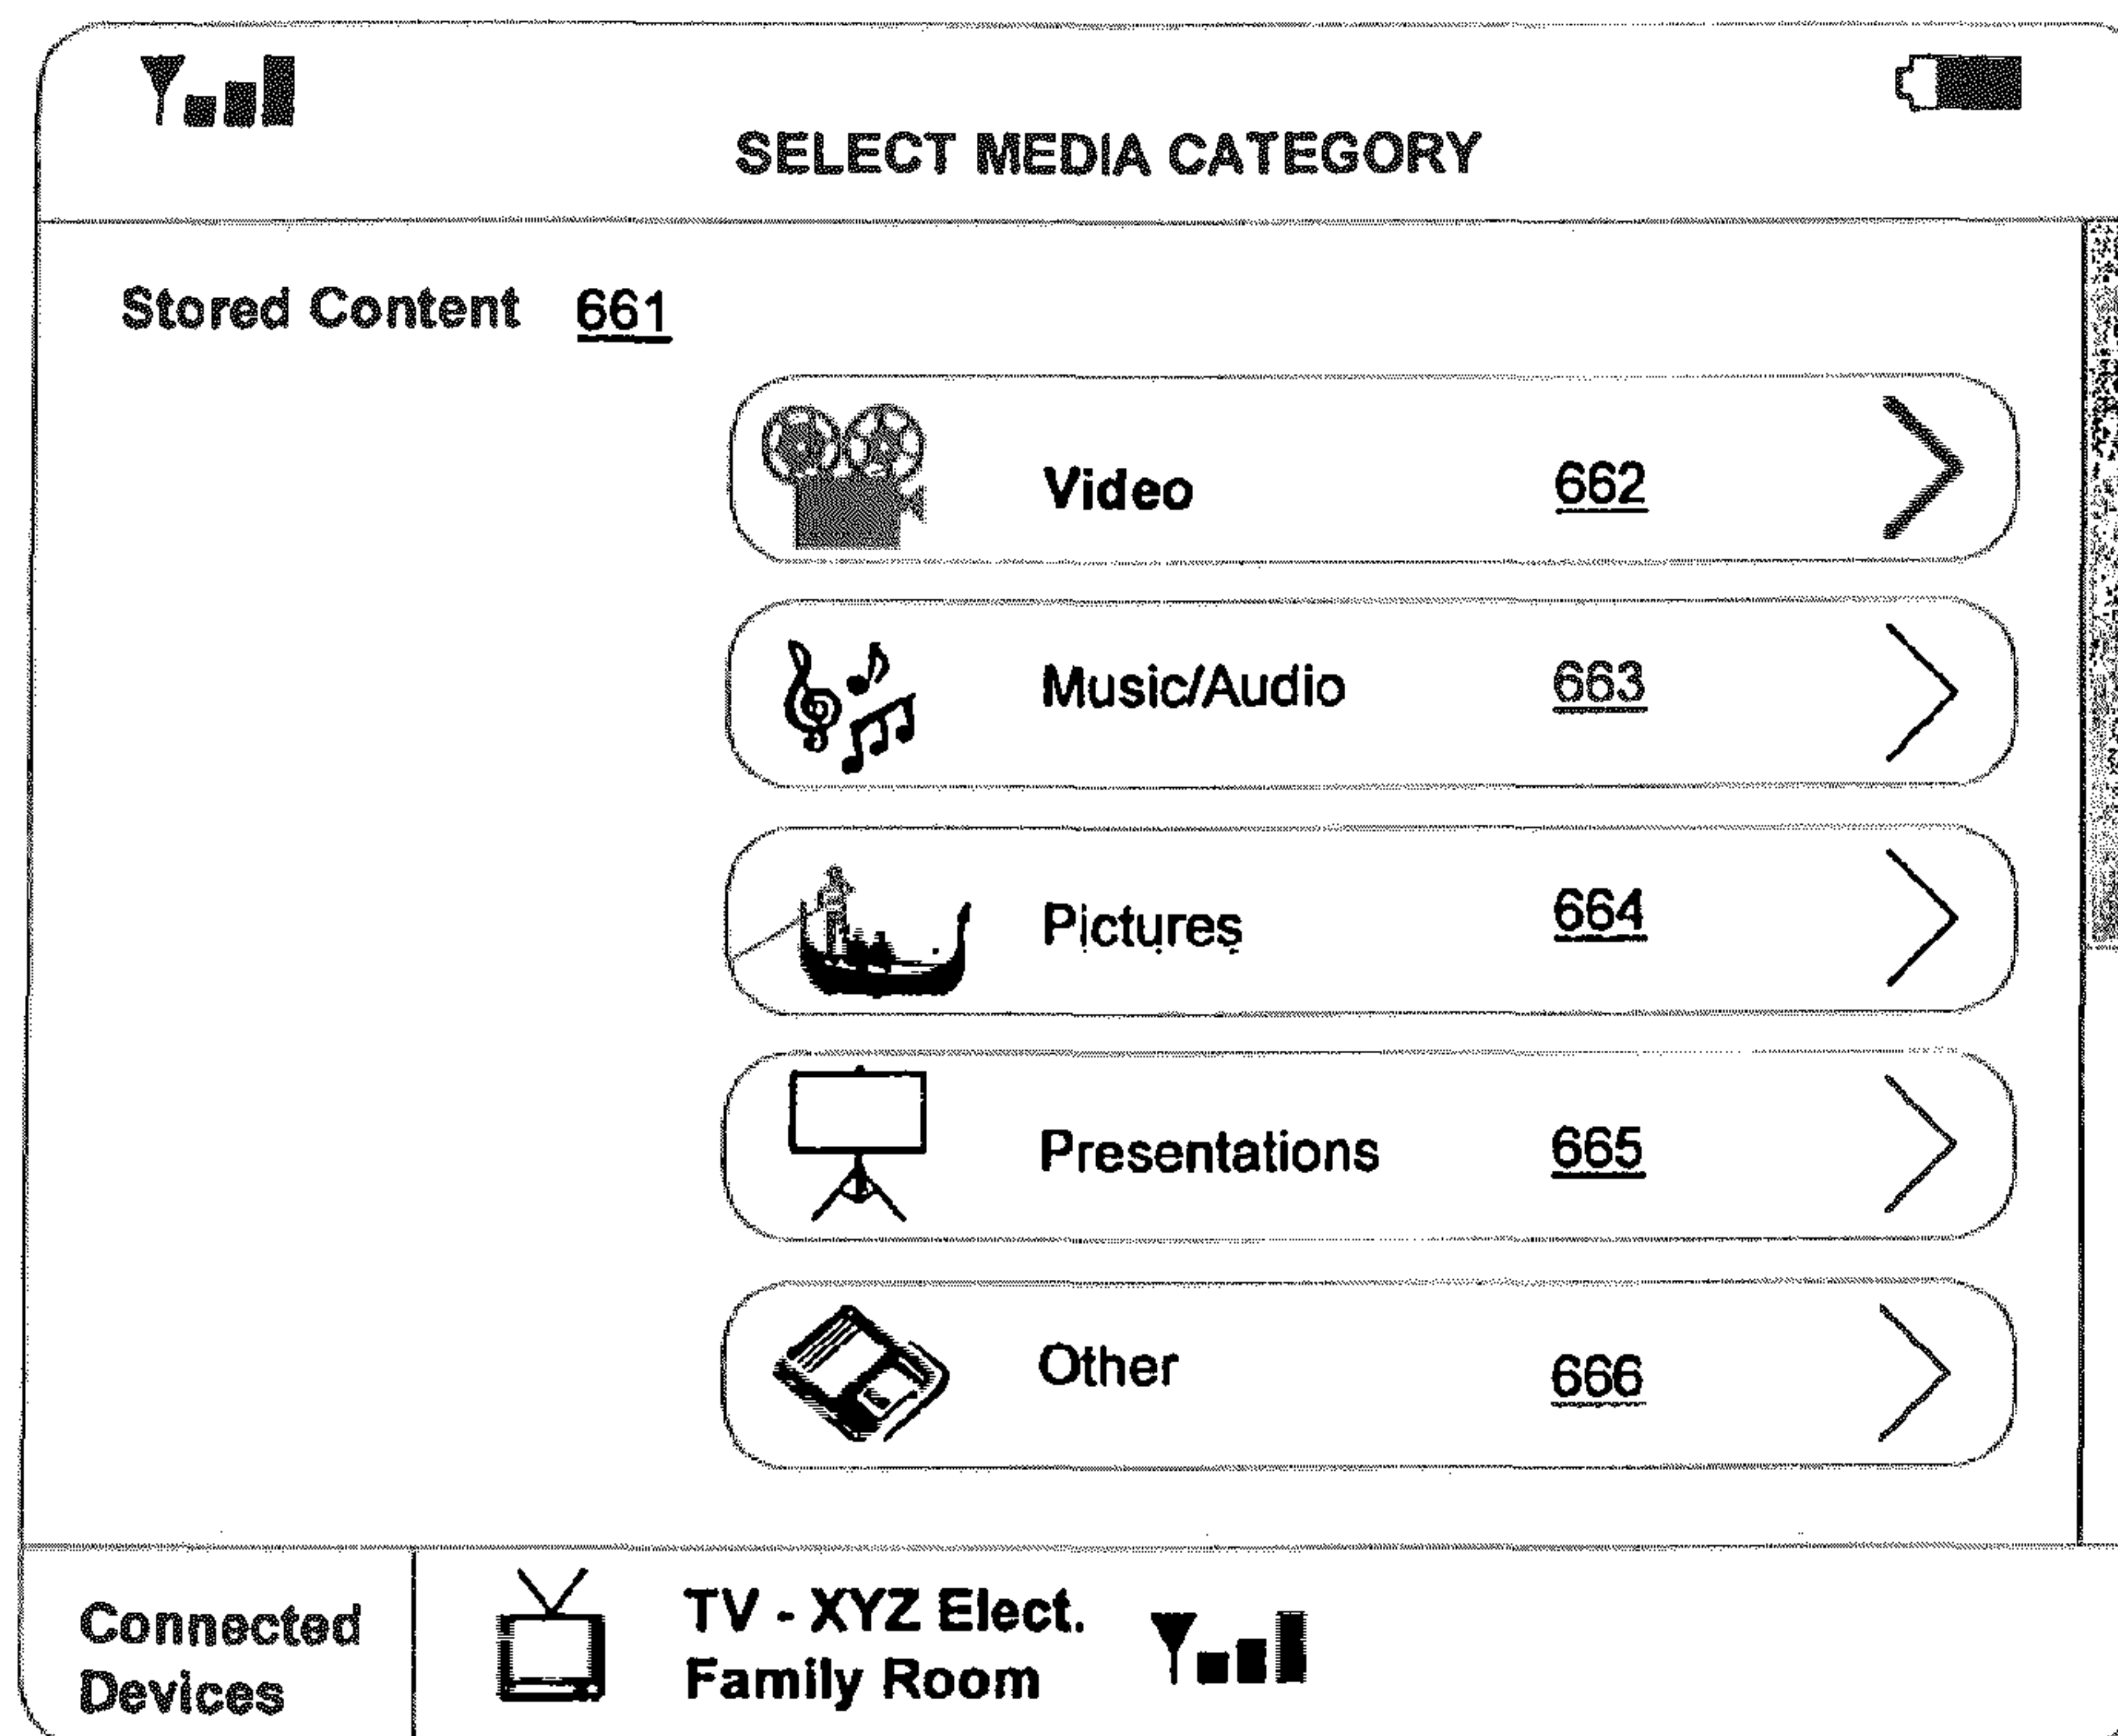 SELECT MEDIA CATEGORY
Stored Content 661
Video 662
Music/Audio 663
Pictures 664
Presentations 665
Other 666
Connected
Devices
TV - XYZ Elect.
Family Room